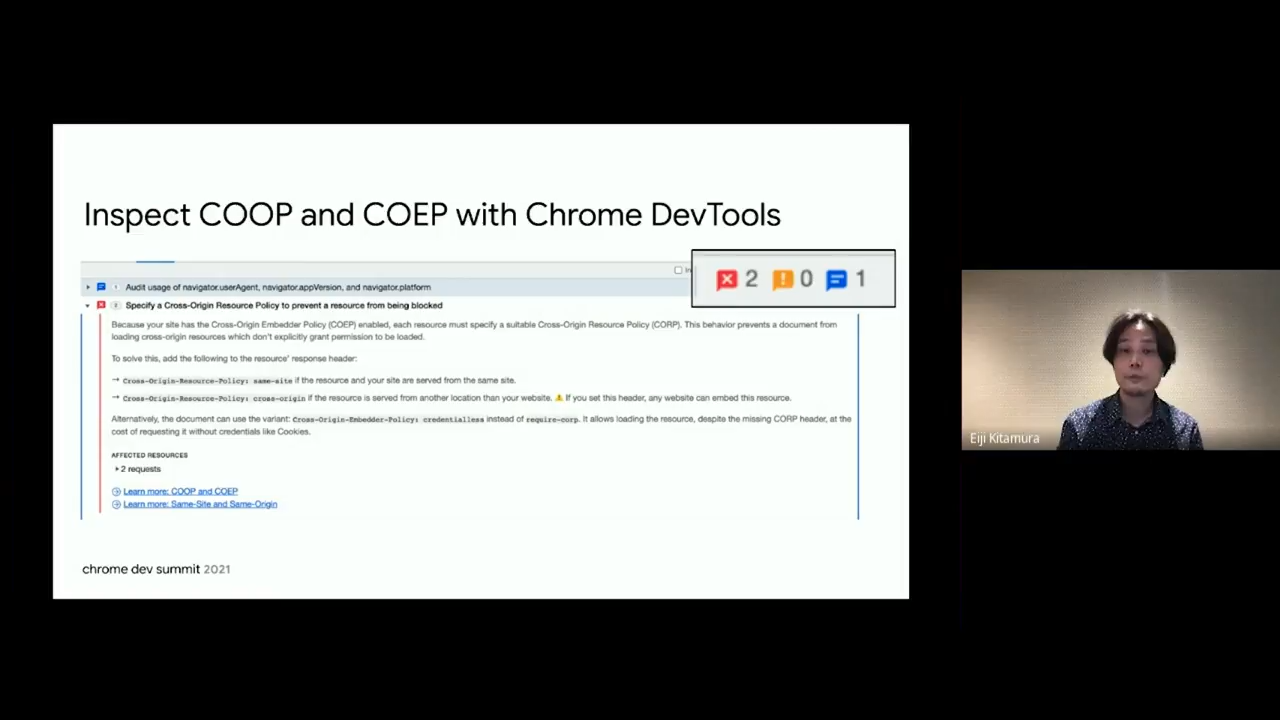 Inspect COOP and COEP with Chrome DevTools
2 0 1
Audit usage of navigator.userAgent, navigator.appVersion, and navigator.platform
Specify a Cross-Origin Resource Policy to prevent a resource from being blocked
Because your site has the Cross-Origin Embedder Policy (COEP) enabled, each resource must specify a suitable Cross-Origin Resource Policy (CORP). This behavior prevents a document from
loading cross-origin resources which don't explicitly grant permission to be loaded.
To solve this, add the following to the resource' response header:
→ Cross-Origin-Resource-Policy: same-site if the resource and your site are served from the same site.
→ Cross-Origin-Resource-Policy: cross-origin if the resource is served from another location than your website. ⚠️ If you set this header, any website can embed this resource.
Alternatively, the document can use the variant: Cross-Origin-Embedder-Policy: credentialless instead of require-corp. It allows loading the resource, despite the missing CORP header, at the
cost of requesting it without credentials like Cookies.
AFFECTED RESOURCES
2 requests
Learn more: COOP and COEP
Learn more: Same-Site and Same-Origin
chrome dev summit 2021
Eiji Kitamura